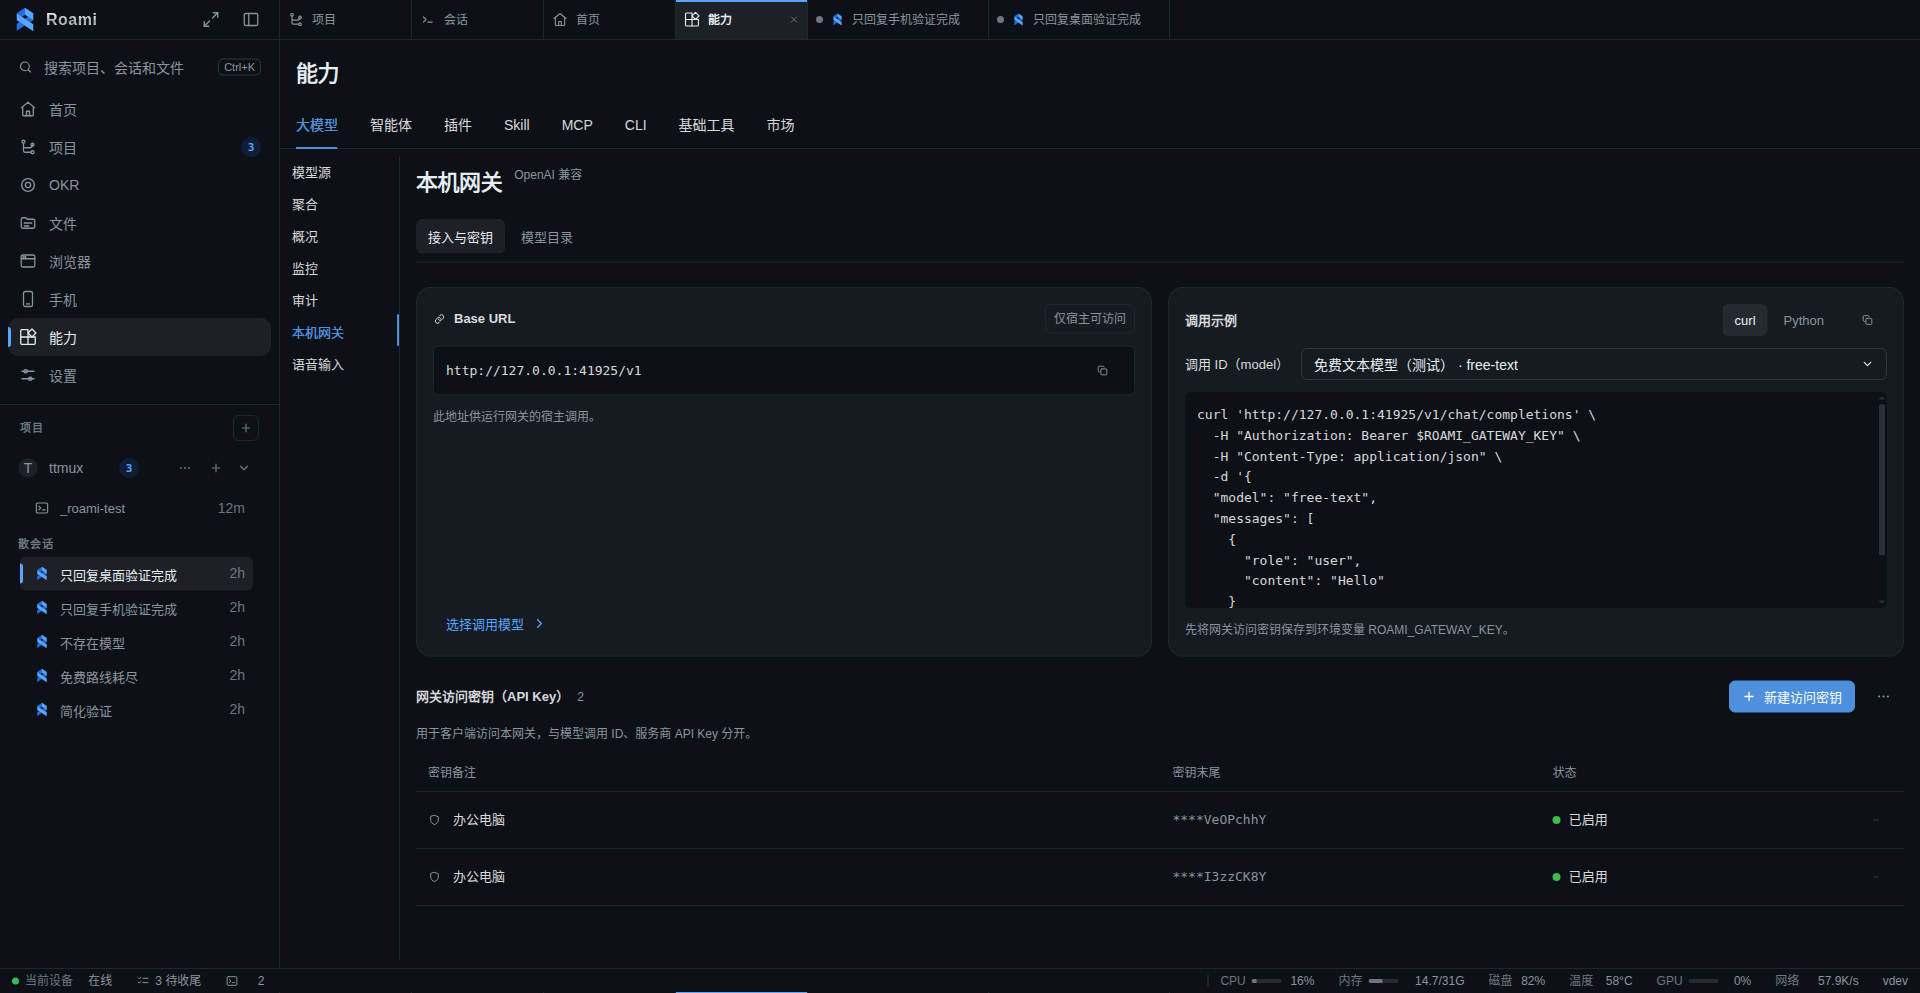 Roami
项目
会话
首页
能力
只回复手机验证完成
只回复桌面验证完成
搜索项目、会话和文件 Ctrl+K
首页
项目 3
OKR
文件
浏览器
手机
能力
设置
项目
T ttmux 3
_roami-test 12m
散会话
只回复桌面验证完成 2h
只回复手机验证完成 2h
不存在模型 2h
免费路线耗尽 2h
简化验证 2h
能力
大模型 智能体 插件 Skill MCP CLI 基础工具 市场
模型源
聚合
概况
监控
审计
本机网关
语音输入
本机网关 OpenAI 兼容
接入与密钥 模型目录
Base URL 仅宿主可访问
http://127.0.0.1:41925/v1
此地址供运行网关的宿主调用。
选择调用模型
调用示例 curl Python
调用 ID（model） 免费文本模型（测试） · free-text
curl 'http://127.0.0.1:41925/v1/chat/completions' \
-H "Authorization: Bearer $ROAMI_GATEWAY_KEY" \
-H "Content-Type: application/json" \
-d '{
"model": "free-text",
"messages": [
{
"role": "user",
"content": "Hello"
}
先将网关访问密钥保存到环境变量 ROAMI_GATEWAY_KEY。
网关访问密钥（API Key） 2 新建访问密钥
用于客户端访问本网关，与模型调用 ID、服务商 API Key 分开。
密钥备注 密钥末尾 状态
办公电脑 ****VeOPchhY 已启用
办公电脑 ****I3zzCK8Y 已启用
当前设备 在线 3 待收尾 2 CPU 16% 内存 14.7/31G 磁盘 82% 温度 58°C GPU 0% 网络 57.9K/s vdev